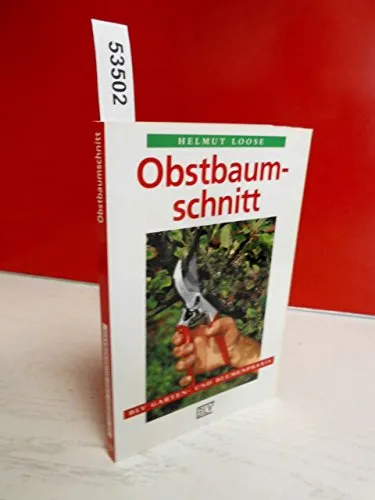 53502
Obstbaumschnitt
HELMUT LOOSE
Obstbaum-
schnitt
BLV GARTEN- UND BLUMENPRAXIS
BLV